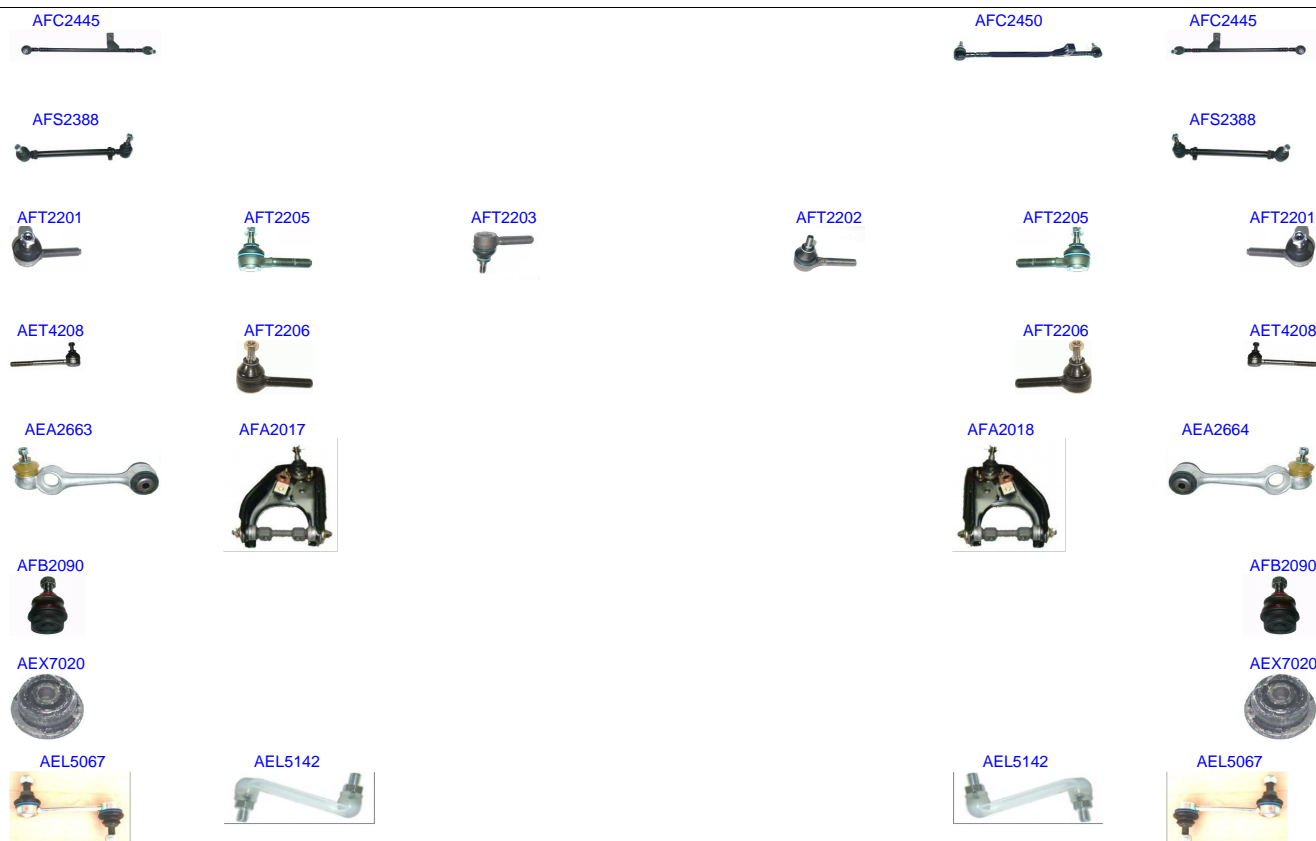 AFC2445 AFC2450 AFC2445
AFS2388 AFS2388
AFT2201 AFT2205 AFT2203 AFT2202 AFT2205 AFT2201
AET4208 AFT2206 AFT2206 AET4208
AEA2663 AFA2017 AFA2018 AEA2664
AFB2090 AFB2090
AEX7020 AEX7020
AEL5067 AEL5142 AEL5142 AEL5067